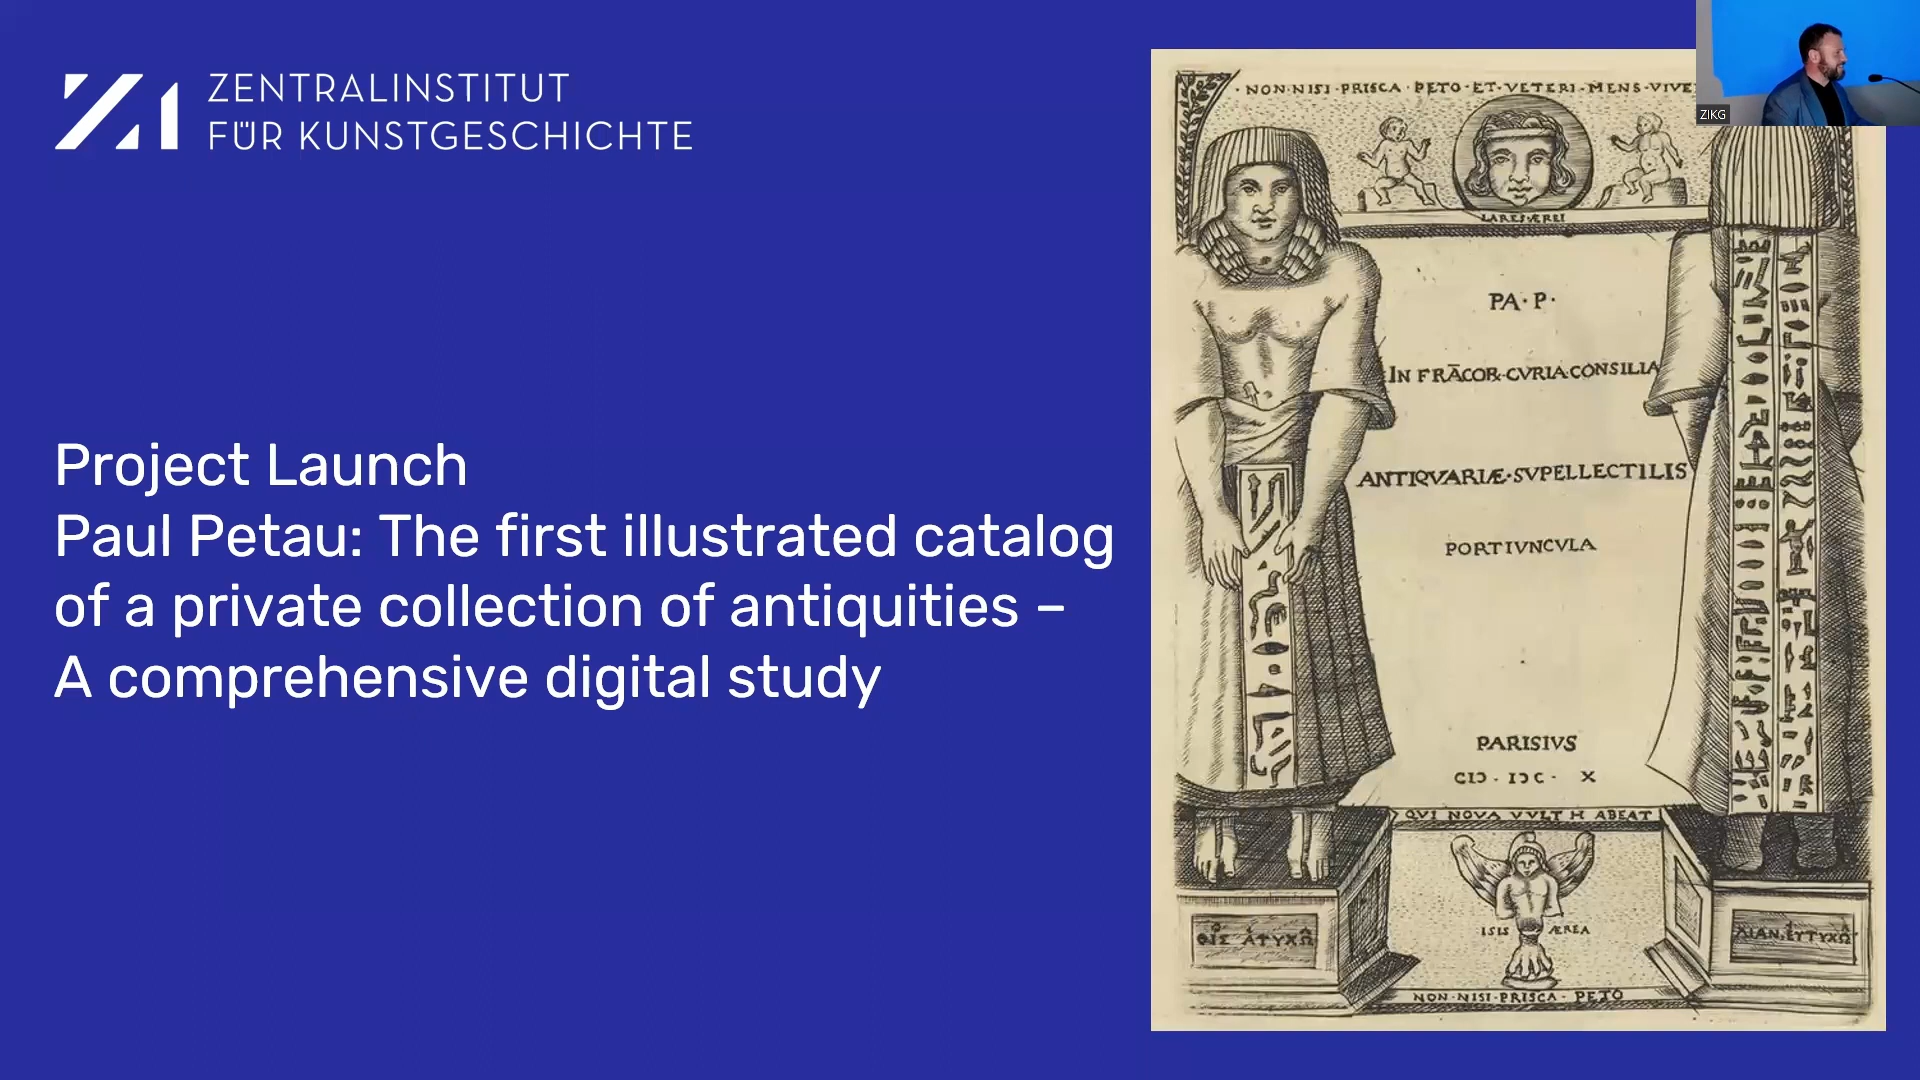 ZENTRALINSTITUT
FÜR KUNSTGESCHICHTE
Project Launch
Paul Petau: The first illustrated catalog
of a private collection of antiquities –
A comprehensive digital study
NON·NISI·PRISCA·PETO·ET·VETERI·MENS·VIVE
LARES·ÆREI
PA·P·
IN FRĀCOR·CVRIA·CONSILIA
ANTIQVARIÆ·SVPELLECTILIS
PORTIVNCVLA
PARISIVS
CIↃ·IↃC· X
QVI NOVA VVLT HABEAT
ISIS ÆREA
NON·NISI·PRISCA·PETO
ZIKG